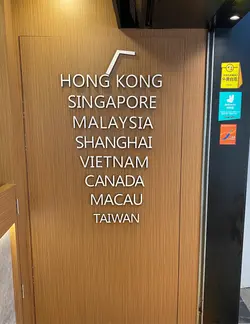 HONG KONG
SINGAPORE
MALAYSIA
SHANGHAI
VIETNAM
CANADA
MACAU
TAIWAN